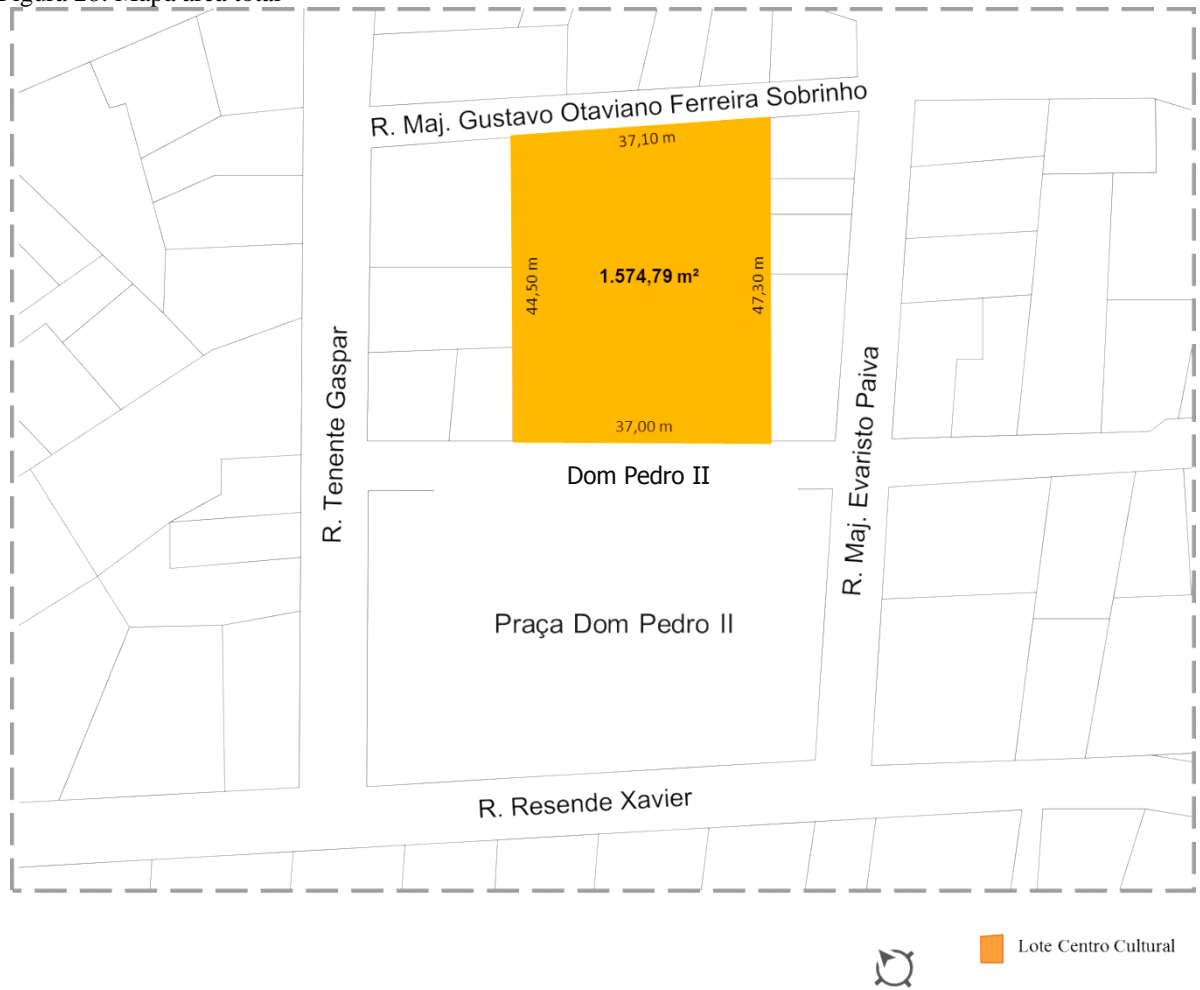 R. Maj. Gustavo Otaviano Ferreira Sobrinho
37,10 m
44,50 m
1.574,79 m²
47,30 m
37,00 m
R. Tenente Gaspar
R. Maj. Evaristo Paiva
Dom Pedro II
Praça Dom Pedro II
R. Resende Xavier
Lote Centro Cultural